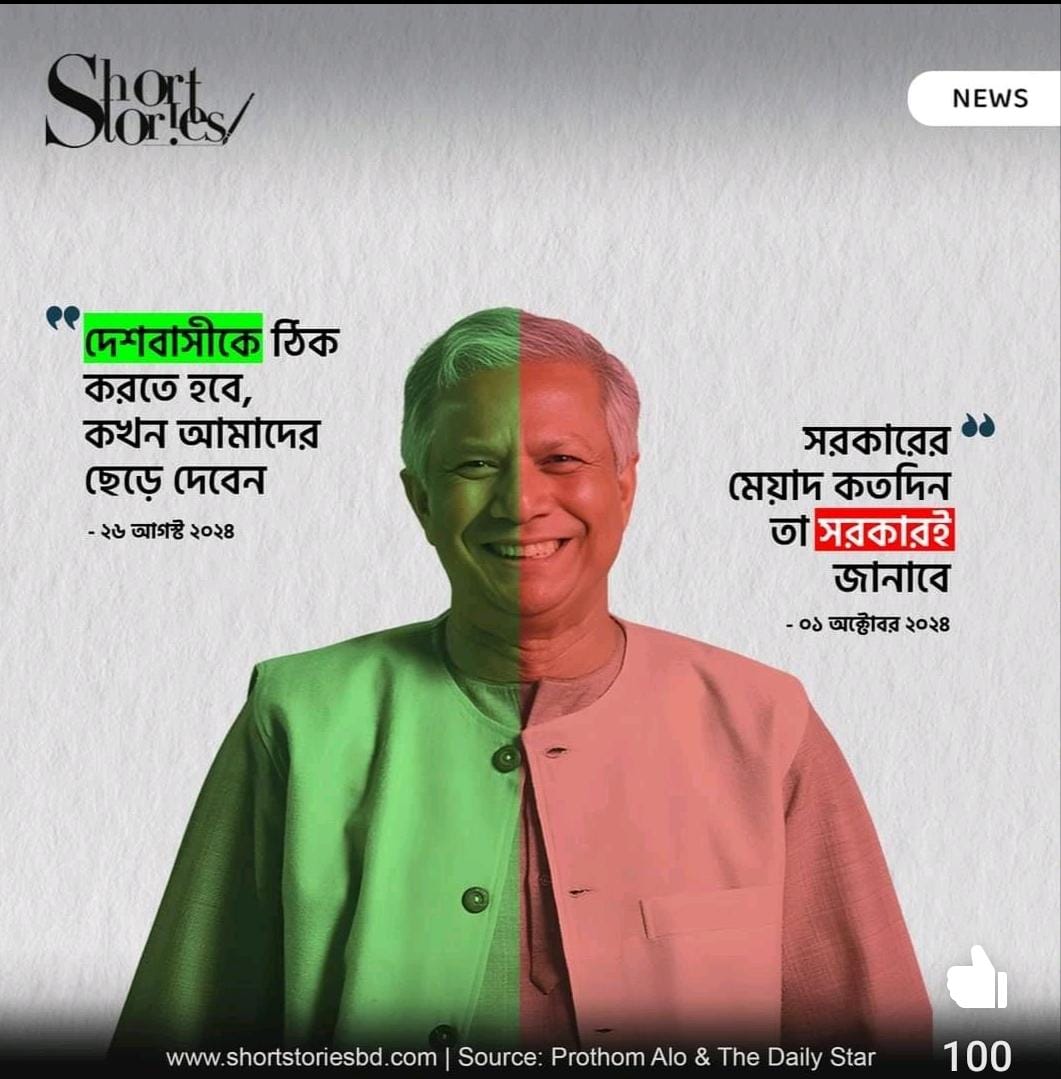 Short
Stories
NEWS
দেশবাসীকে ঠিক
করতে হবে,
কখন আমাদের
ছেড়ে দেবেন
- ২৬ আগস্ট ২০২৪
সরকারের
মেয়াদ কতদিন
তা সরকারই
জানাবে
- ০১ অক্টোবর ২০২৪
www.shortstoriesbd.com | Source: Prothom Alo & The Daily Star
100